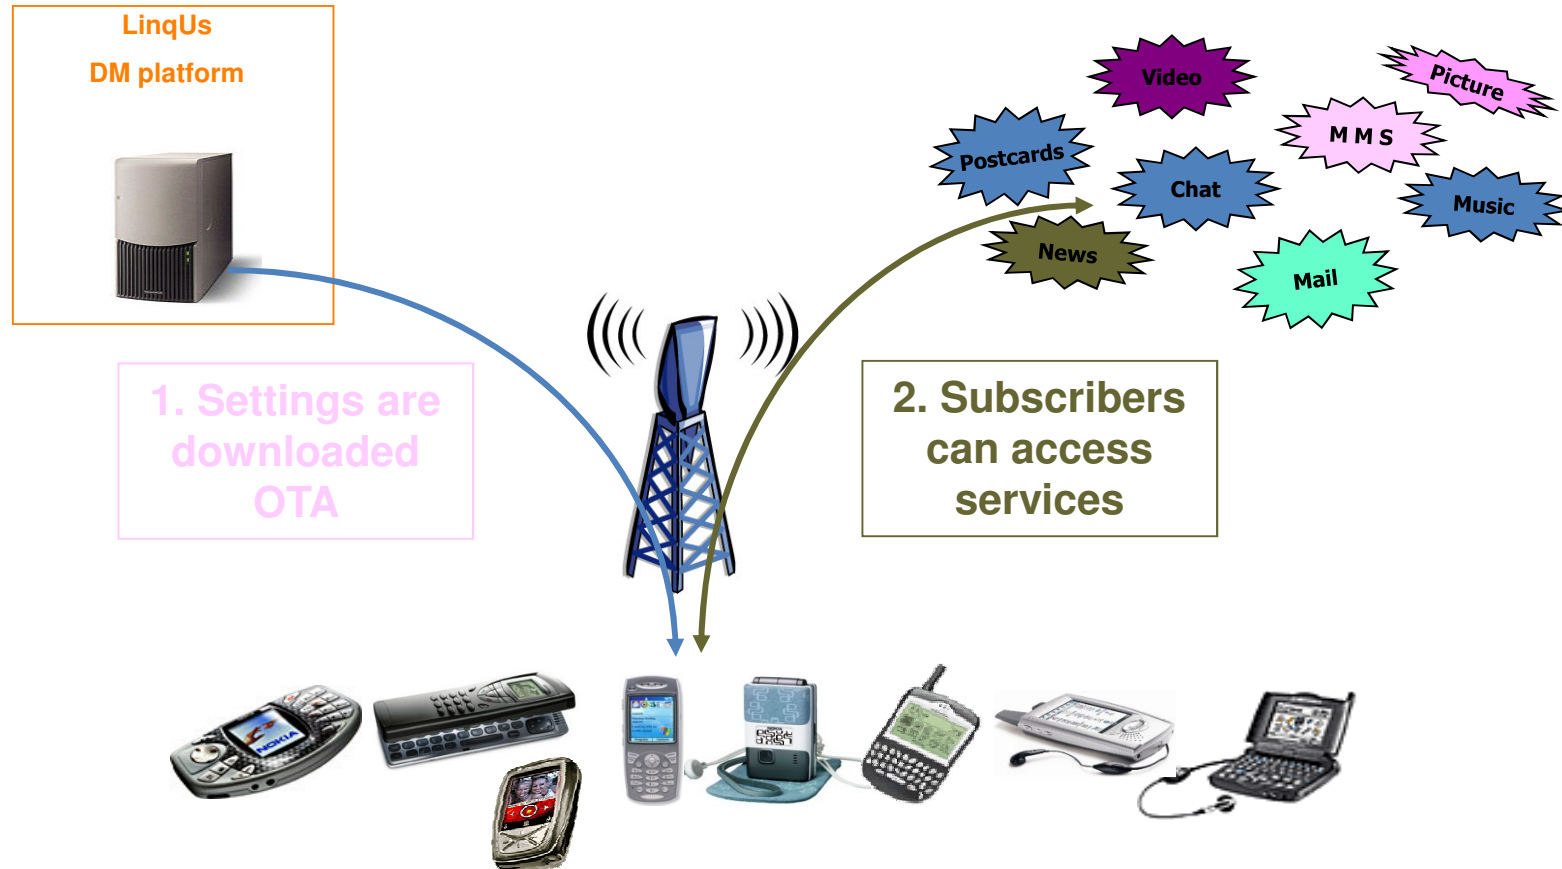 LinqUs
DM platform
Video
Picture
M M S
Postcards
Chat
Music
News
Mail
1. Settings are
downloaded
OTA
2. Subscribers
can access
services
NOKIA